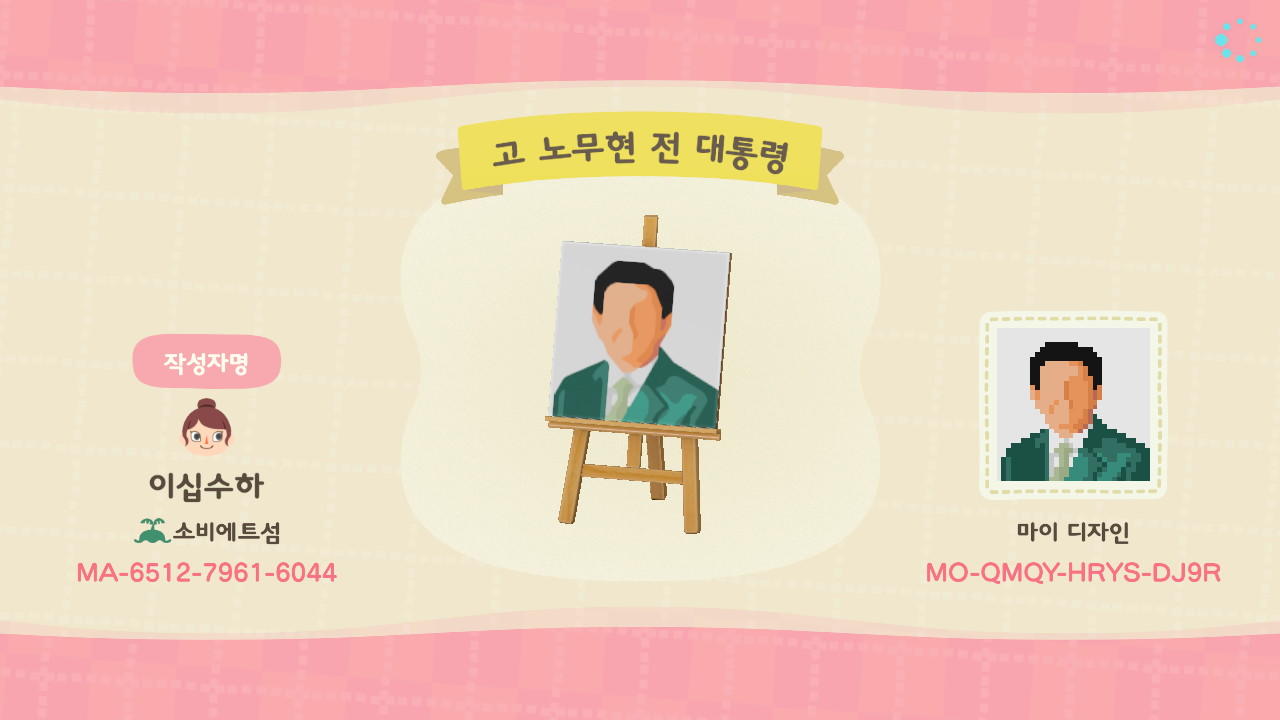 고 노무현 전 대통령
작성자명
이십수하
소비에트섬
MA-6512-7961-6044
마이 디자인
MO-QMQY-HRYS-DJ9R